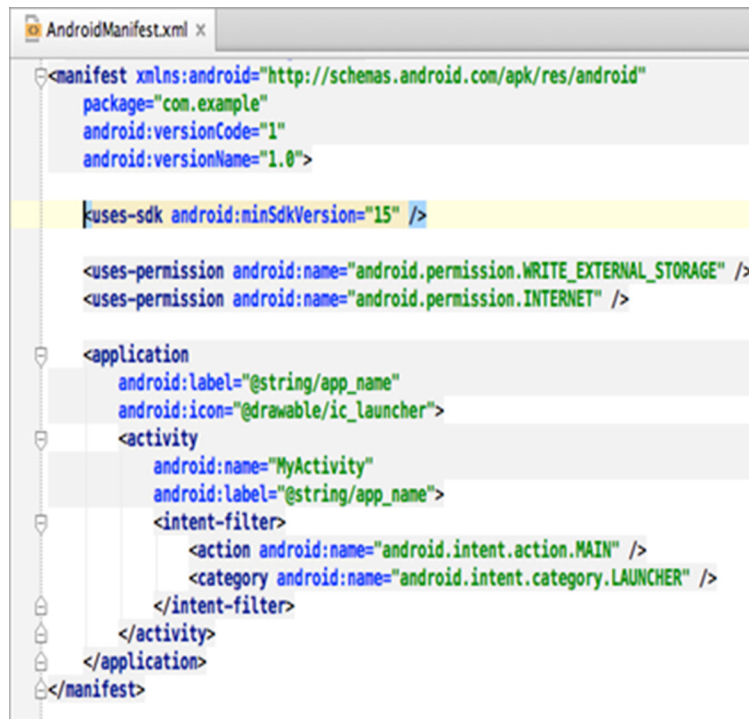 AndroidManifest.xml ×
<manifest xmlns:android="http://schemas.android.com/apk/res/android"
package="com.example"
android:versionCode="1"
android:versionName="1.0">
<uses-sdk android:minSdkVersion="15" />
<uses-permission android:name="android.permission.WRITE_EXTERNAL_STORAGE" />
<uses-permission android:name="android.permission.INTERNET" />
<application
android:label="@string/app_name"
android:icon="@drawable/ic_launcher">
<activity
android:name="MyActivity"
android:label="@string/app_name">
<intent-filter>
<action android:name="android.intent.action.MAIN" />
<category android:name="android.intent.category.LAUNCHER" />
</intent-filter>
</activity>
</application>
</manifest>